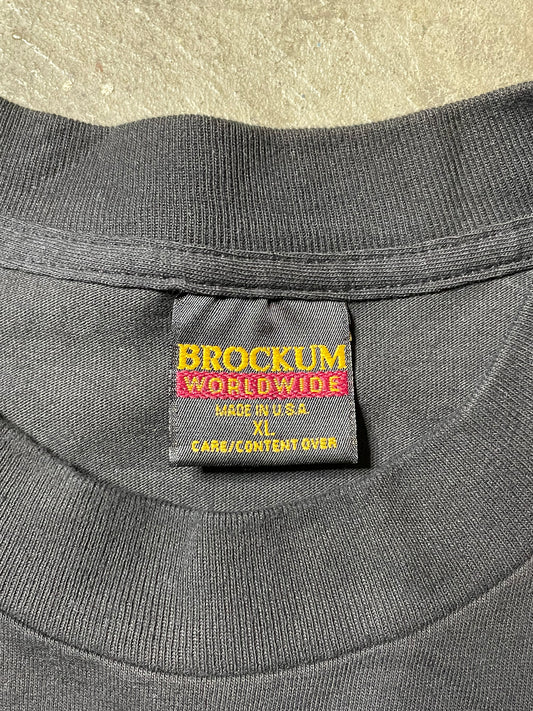 BROCKUM
WORLDWIDE
MADE IN U.S.A
XL
CARE/CONTENT OVER